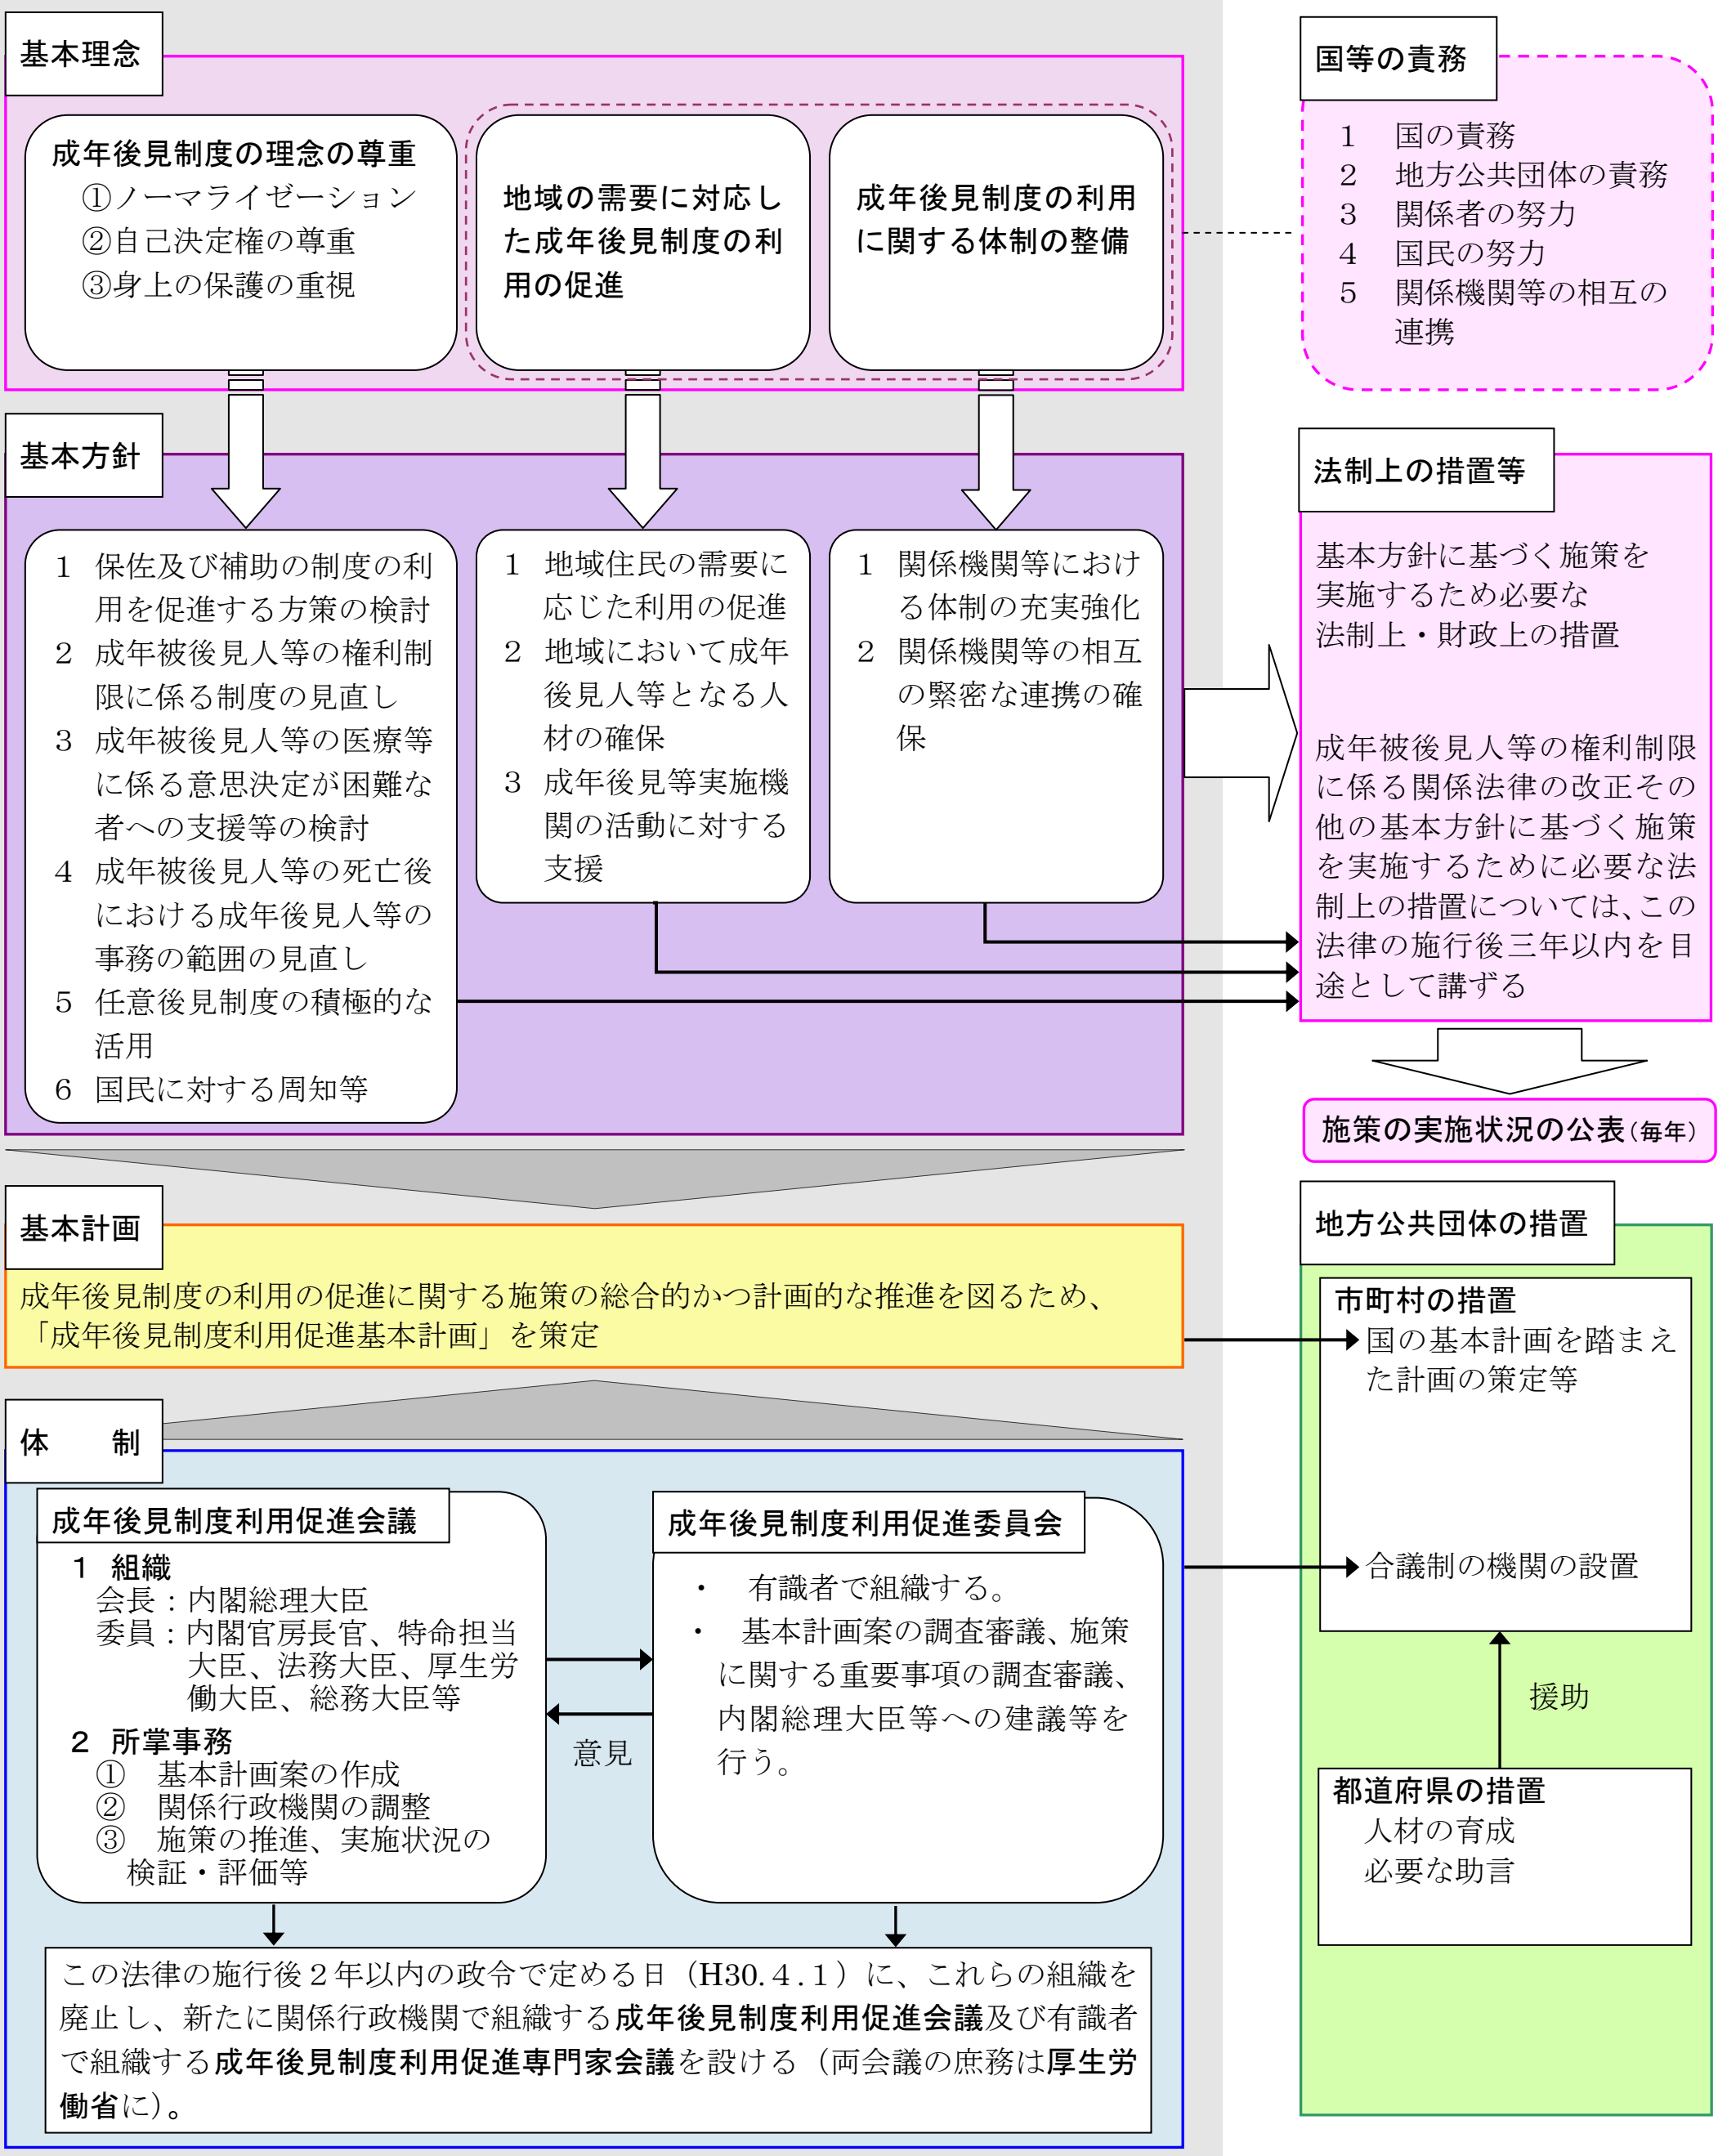 基本理念
成年後見制度の理念の尊重
①ノーマライゼーション
②自己決定権の尊重
③身上の保護の重視
地域の需要に対応し
た成年後見制度の利
用の促進
成年後見制度の利用
に関する体制の整備
国等の責務
1 国の責務
2 地方公共団体の責務
3 関係者の努力
4 国民の努力
5 関係機関等の相互の
連携
基本方針
1 保佐及び補助の制度の利
用を促進する方策の検討
2 成年被後見人等の権利制
限に係る制度の見直し
3 成年被後見人等の医療等
に係る意思決定が困難な
者への支援等の検討
4 成年被後見人等の死亡後
における成年後見人等の
事務の範囲の見直し
5 任意後見制度の積極的な
活用
6 国民に対する周知等
1 地域住民の需要に
応じた利用の促進
2 地域において成年
後見人等となる人
材の確保
3 成年後見等実施機
関の活動に対する
支援
1 関係機関等におけ
る体制の充実強化
2 関係機関等の相互
の緊密な連携の確
保
法制上の措置等
基本方針に基づく施策を
実施するため必要な
法制上・財政上の措置
成年被後見人等の権利制限
に係る関係法律の改正その
他の基本方針に基づく施策
を実施するために必要な法
制上の措置については、この
法律の施行後三年以内を目
途として講ずる
施策の実施状況の公表(毎年)
基本計画
成年後見制度の利用の促進に関する施策の総合的かつ計画的な推進を図るため、
「成年後見制度利用促進基本計画」を策定
体 制
成年後見制度利用促進会議
1 組織
会長:内閣総理大臣
委員:内閣官房長官、特命担当
大臣、法務大臣、厚生労
働大臣、総務大臣等
2 所掌事務
① 基本計画案の作成
② 関係行政機関の調整
③ 施策の推進、実施状況の
検証・評価等
意見
成年後見制度利用促進委員会
・ 有識者で組織する。
・ 基本計画案の調査審議、施策
に関する重要事項の調査審議、
内閣総理大臣等への建議等を
行う。
この法律の施行後2年以内の政令で定める日(H30.4.1)に、これらの組織を
廃止し、新たに関係行政機関で組織する成年後見制度利用促進会議及び有識者
で組織する成年後見制度利用促進専門家会議を設ける(両会議の庶務は厚生労
働省に)。
地方公共団体の措置
市町村の措置
国の基本計画を踏まえ
た計画の策定等
合議制の機関の設置
援助
都道府県の措置
人材の育成
必要な助言